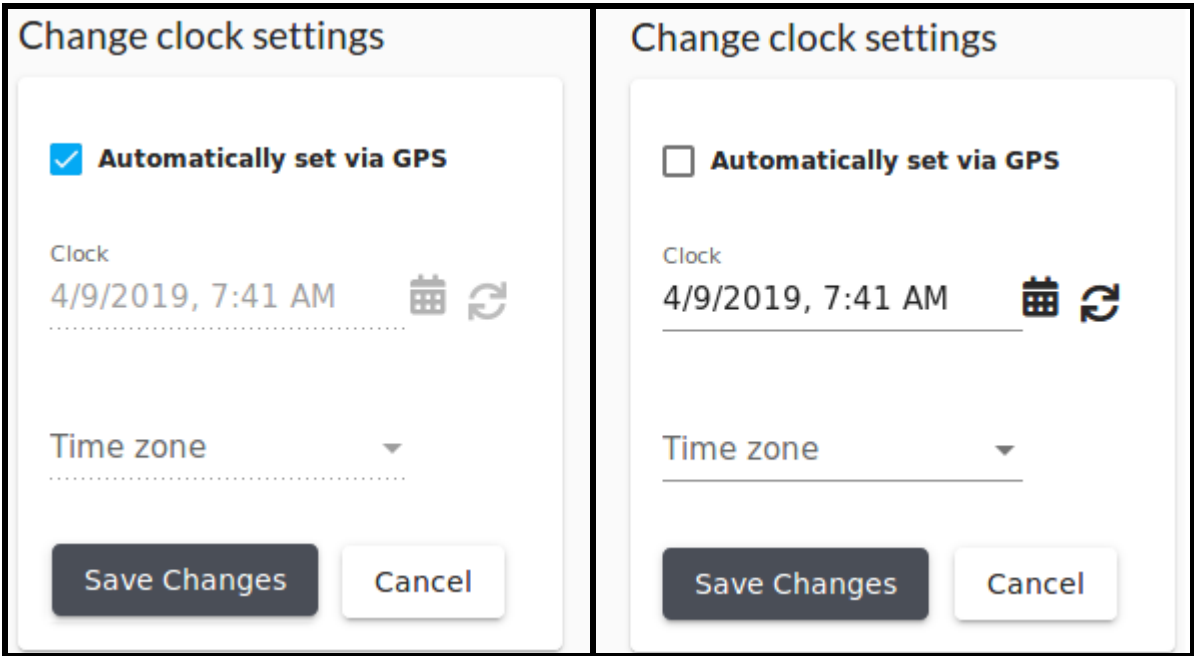 Change clock settings
Automatically set via GPS
Clock
4/9/2019, 7:41 AM
Time zone
Save Changes
Cancel
Change clock settings
Automatically set via GPS
Clock
4/9/2019, 7:41 AM
Time zone
Save Changes
Cancel